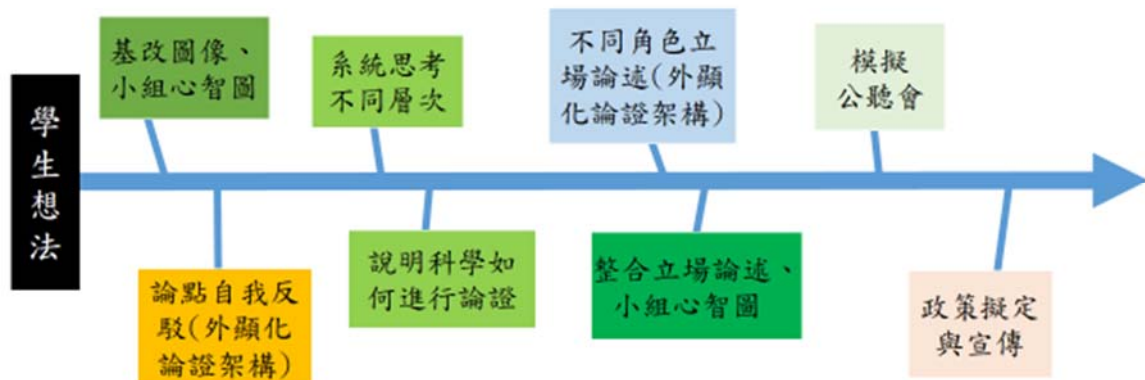 學生想法
基改圖像、
小組心智圖
論點自我反
駁(外顯化
論證架構)
系統思考
不同層次
說明科學如
何進行論證
不同角色立
場論述(外顯
化論證架構)
整合立場論述、
小組心智圖
模擬
公聽會
政策擬定
與宣傳